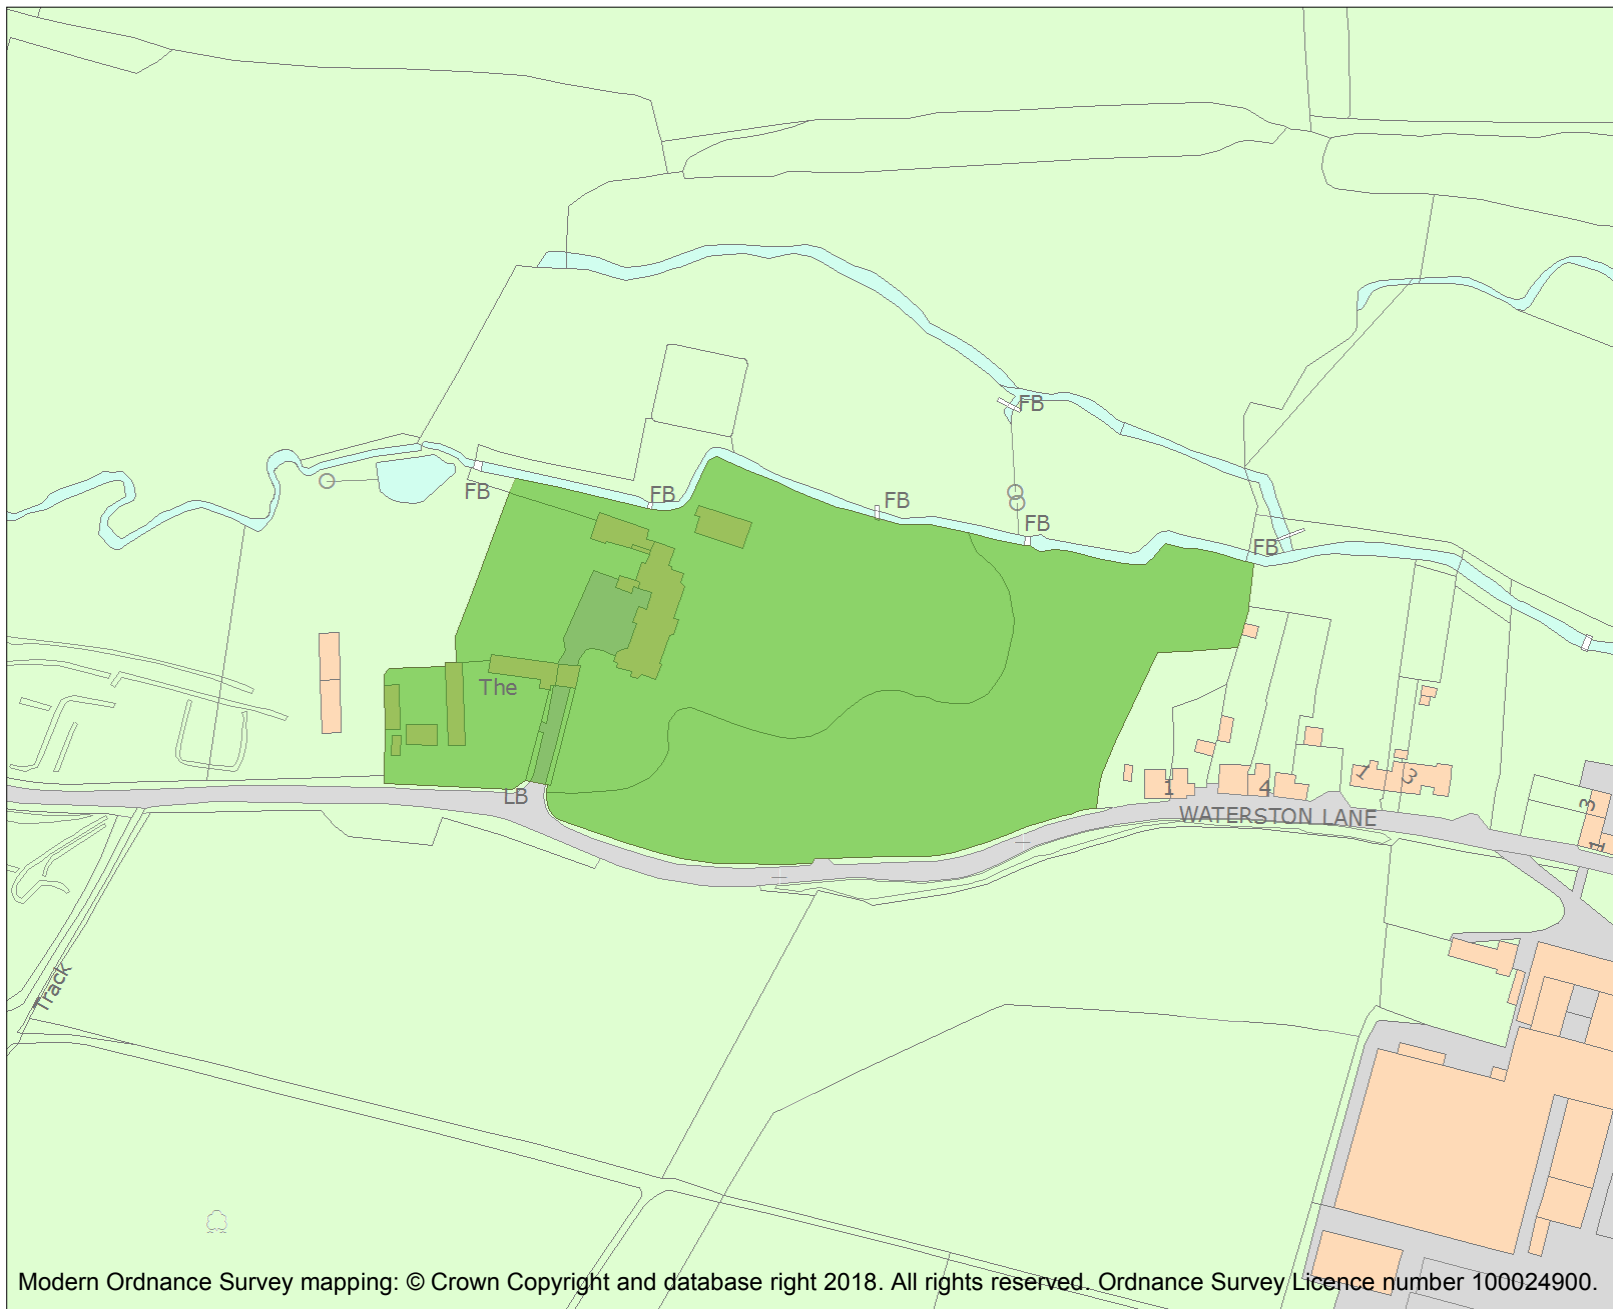 FB
FB
FB
FB
FB
FB
The
LB
1
4
1
3
WATERSTON LANE
3
1
Track
Modern Ordnance Survey mapping: © Crown Copyright and database right 2018. All rights reserved. Ordnance Survey Licence number 100024900.